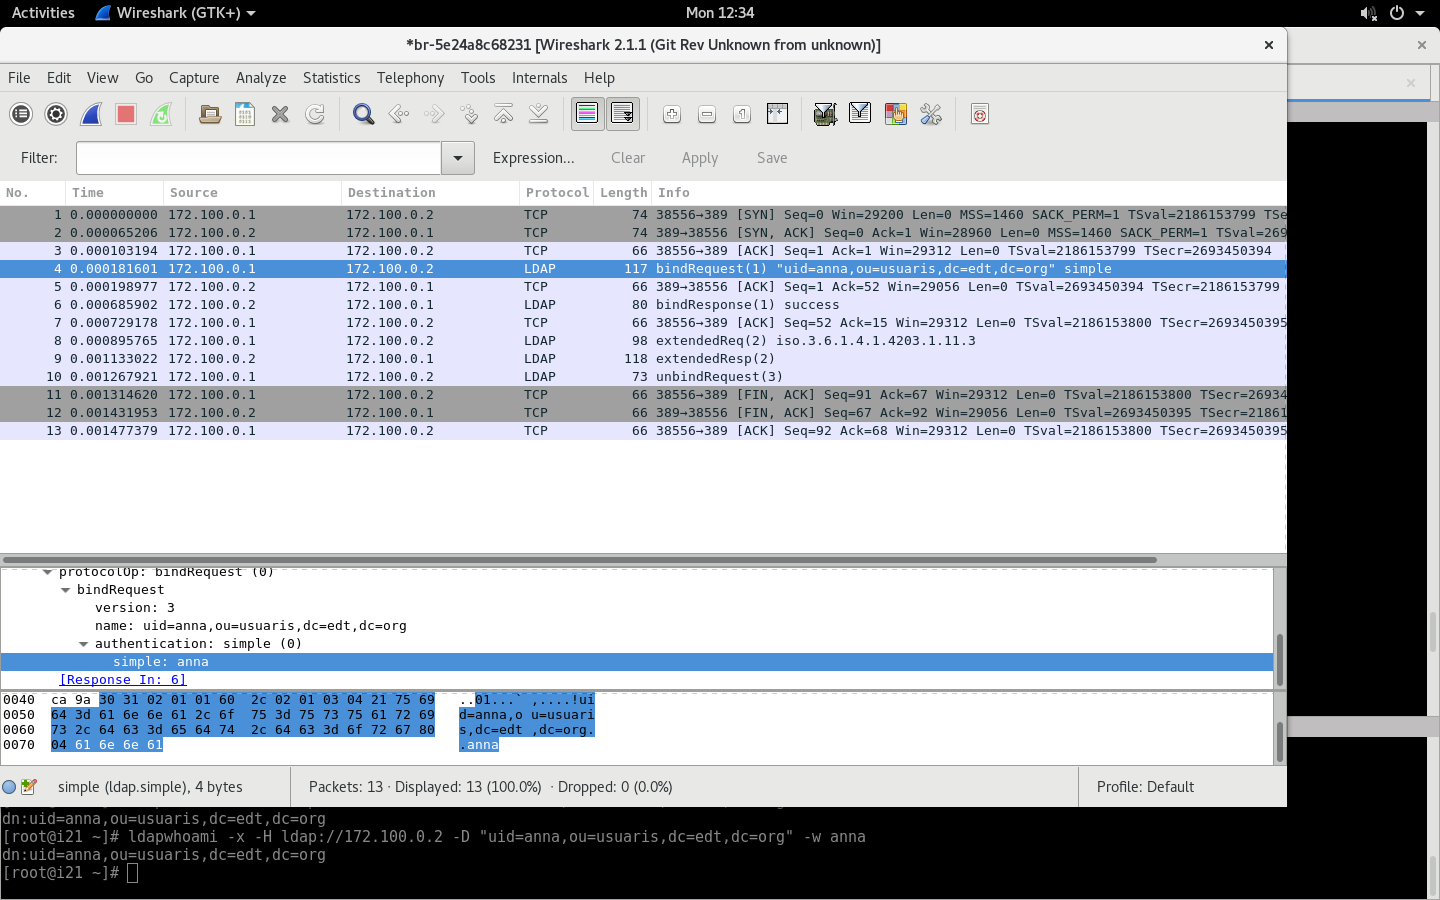 Activities Wireshark (GTK+) Mon 12:34
*br-5e24a8c68231 [Wireshark 2.1.1 (Git Rev Unknown from unknown)]
File Edit View Go Capture Analyze Statistics Telephony Tools Internals Help
Filter: Expression... Clear Apply Save
No. Time Source Destination Protocol Length Info
1 0.000000000 172.100.0.1 172.100.0.2 TCP 74 38556→389 [SYN] Seq=0 Win=29200 Len=0 MSS=1460 SACK_PERM=1 TSval=2186153799 TSe
2 0.000065206 172.100.0.2 172.100.0.1 TCP 74 389→38556 [SYN, ACK] Seq=0 Ack=1 Win=28960 Len=0 MSS=1460 SACK_PERM=1 TSval=269
3 0.000103194 172.100.0.1 172.100.0.2 TCP 66 38556→389 [ACK] Seq=1 Ack=1 Win=29312 Len=0 TSval=2186153799 TSecr=2693450394
4 0.000181601 172.100.0.1 172.100.0.2 LDAP 117 bindRequest(1) "uid=anna,ou=usuaris,dc=edt,dc=org" simple
5 0.000198977 172.100.0.2 172.100.0.1 TCP 66 389→38556 [ACK] Seq=1 Ack=52 Win=29056 Len=0 TSval=2693450394 TSecr=2186153799
6 0.000685902 172.100.0.2 172.100.0.1 LDAP 80 bindResponse(1) success
7 0.000729178 172.100.0.1 172.100.0.2 TCP 66 38556→389 [ACK] Seq=52 Ack=15 Win=29312 Len=0 TSval=2186153800 TSecr=2693450395
8 0.000895765 172.100.0.1 172.100.0.2 LDAP 98 extendedReq(2) iso.3.6.1.4.1.4203.1.11.3
9 0.001133022 172.100.0.2 172.100.0.1 LDAP 118 extendedResp(2)
10 0.001267921 172.100.0.1 172.100.0.2 LDAP 73 unbindRequest(3)
11 0.001314620 172.100.0.1 172.100.0.2 TCP 66 38556→389 [FIN, ACK] Seq=91 Ack=67 Win=29312 Len=0 TSval=2186153800 TSecr=26934
12 0.001431953 172.100.0.2 172.100.0.1 TCP 66 389→38556 [FIN, ACK] Seq=67 Ack=92 Win=29056 Len=0 TSval=2693450395 TSecr=21861
13 0.001477379 172.100.0.1 172.100.0.2 TCP 66 38556→389 [ACK] Seq=92 Ack=68 Win=29312 Len=0 TSval=2186153800 TSecr=2693450395
protocolOp: bindRequest (0)
bindRequest
version: 3
name: uid=anna,ou=usuaris,dc=edt,dc=org
authentication: simple (0)
simple: anna
[Response In: 6]
0040 ca 9a 30 31 02 01 01 60 2c 02 01 03 04 21 75 69 ..01...` ,....!ui
0050 64 3d 61 6e 6e 61 2c 6f 75 3d 75 73 75 61 72 69 d=anna,o u=usuari
0060 73 2c 64 63 3d 65 64 74 2c 64 63 3d 6f 72 67 80 s,dc=edt ,dc=org.
0070 04 61 6e 6e 61 .anna
simple (ldap.simple), 4 bytes Packets: 13 · Displayed: 13 (100.0%) · Dropped: 0 (0.0%) Profile: Default
dn:uid=anna,ou=usuaris,dc=edt,dc=org
[root@i21 ~]# ldapwhoami -x -H ldap://172.100.0.2 -D "uid=anna,ou=usuaris,dc=edt,dc=org" -w anna
dn:uid=anna,ou=usuaris,dc=edt,dc=org
[root@i21 ~]#